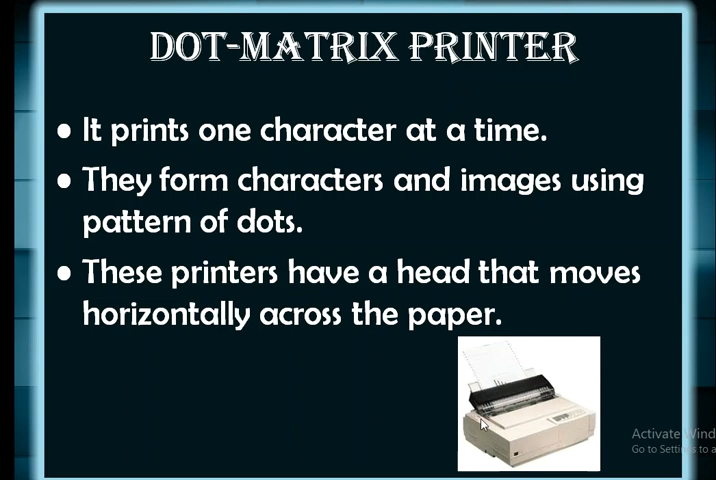 DOT-MATRIX PRINTER
• It prints one character at a time.
• They form characters and images using
pattern of dots.
• These printers have a head that moves
horizontally across the paper.
Activate Wind
Go to Settings to a